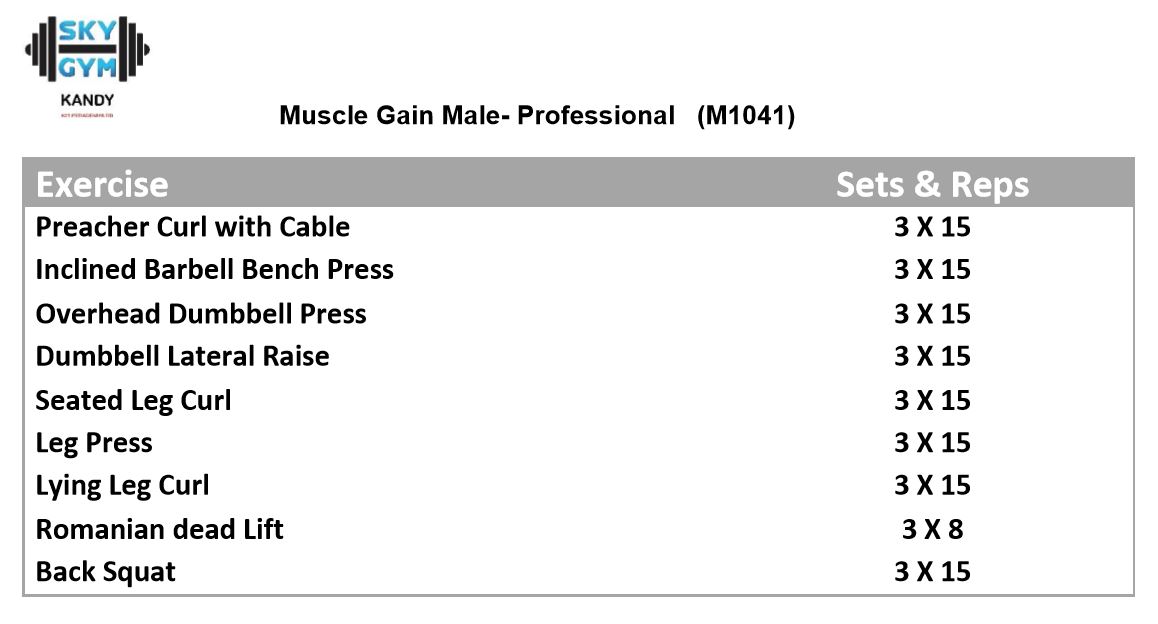 SKY
GYM
KANDY
Muscle Gain Male- Professional (M1041)
Exercise Sets & Reps
Preacher Curl with Cable 3 X 15
Inclined Barbell Bench Press 3 X 15
Overhead Dumbbell Press 3 X 15
Dumbbell Lateral Raise 3 X 15
Seated Leg Curl 3 X 15
Leg Press 3 X 15
Lying Leg Curl 3 X 15
Romanian dead Lift 3 X 8
Back Squat 3 X 15